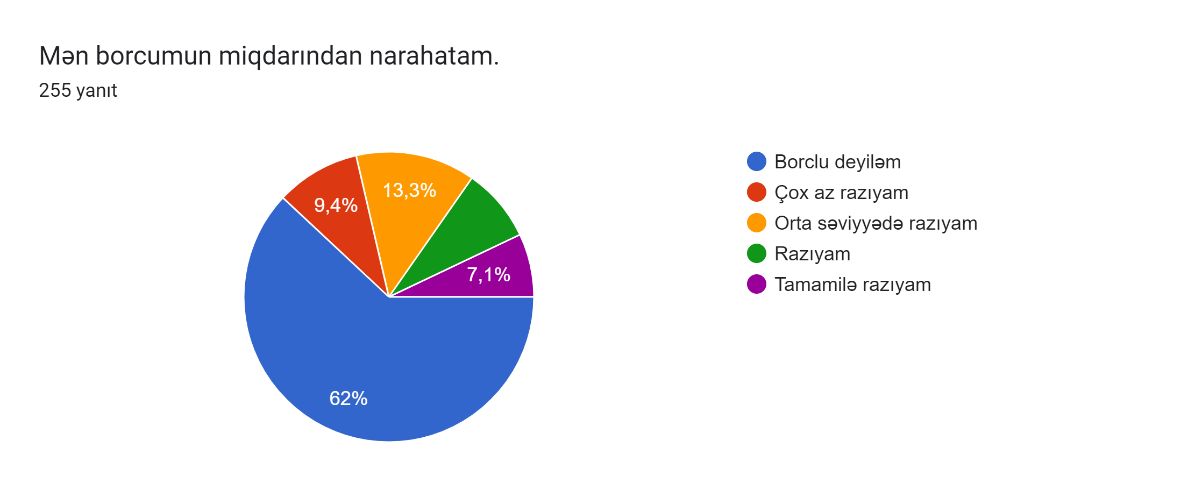 Mən borcumun miqdarından narahatam.
255 yanıt
Borclu deyiləm
Çox az razıyam
Orta səviyyədə razıyam
Razıyam
Tamamilə razıyam
13,3%
9,4%
7,1%
62%